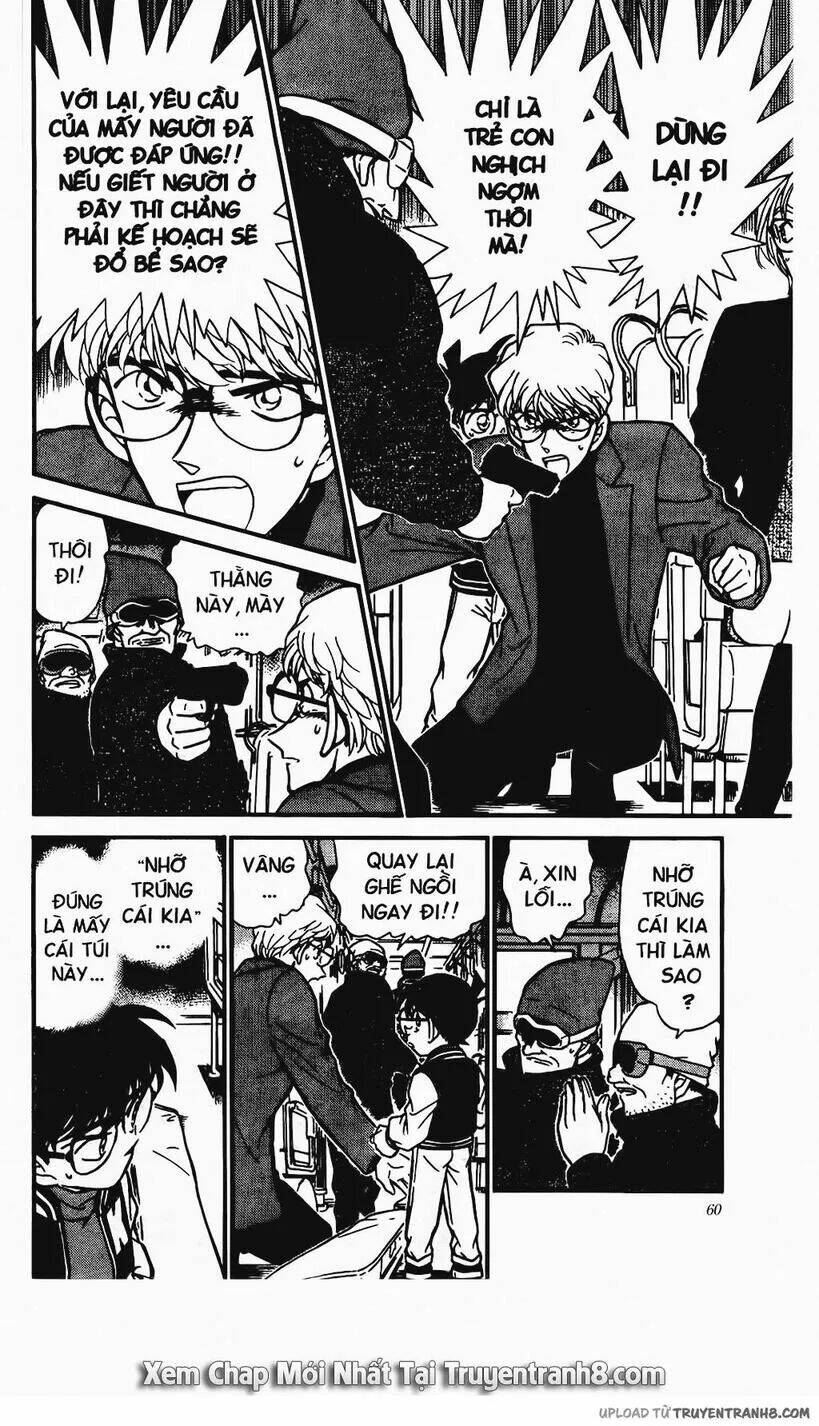 DỪNG
LẠI ĐI
!!
CHỈ LÀ
TRẺ CON
NGHỊCH
NGỢM
THÔI
MÀ!
VỚI LẠI, YÊU CẦU
CỦA MẤY NGƯỜI ĐÃ
ĐƯỢC ĐÁP ỨNG!!
NẾU GIẾT NGƯỜI Ở
ĐÂY THÌ CHẲNG
PHẢI KẾ HOẠCH SẼ
ĐỔ BỂ SAO?
THẰNG
NÀY, MÀY
...
THÔI
ĐI!
NHỠ
TRÚNG
CÁI KIA
THÌ LÀM
SAO
?
À, XIN
LỖI...
QUAY LẠI
GHẾ NGỒI
NGAY ĐI!!
VÂNG
...
"NHỠ
TRÚNG
CÁI KIA"
...
ĐÚNG
LÀ MẤY
CÁI TÚI
NÀY...
60
Xem Chap Mới Nhất Tại Truyentranh8.com
UPLOAD TỪ TRUYENTRANH8.COM